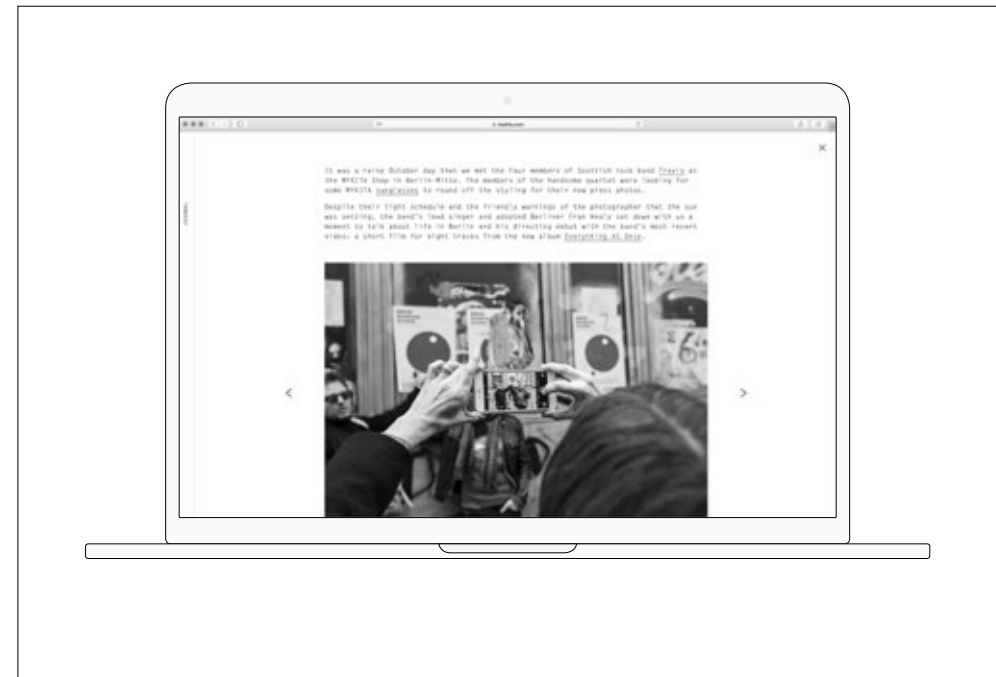 mykita.com
It was a rainy October day that we met the four members of Scottish rock band Travis at
the MYKITA Shop in Berlin-Mitte. The members of the handsome quartet were looking for
some MYKITA sunglasses to round off the styling for their new press photos.
Despite their tight schedule and the friendly warnings of the photographer that the sun
was setting, the band's lead singer and adopted Berliner Fran Healy sat down with us a
moment to talk about life in Berlin and his directing debut with the band's most recent
video: a short film for eight tracks from the new album Everything At Once.